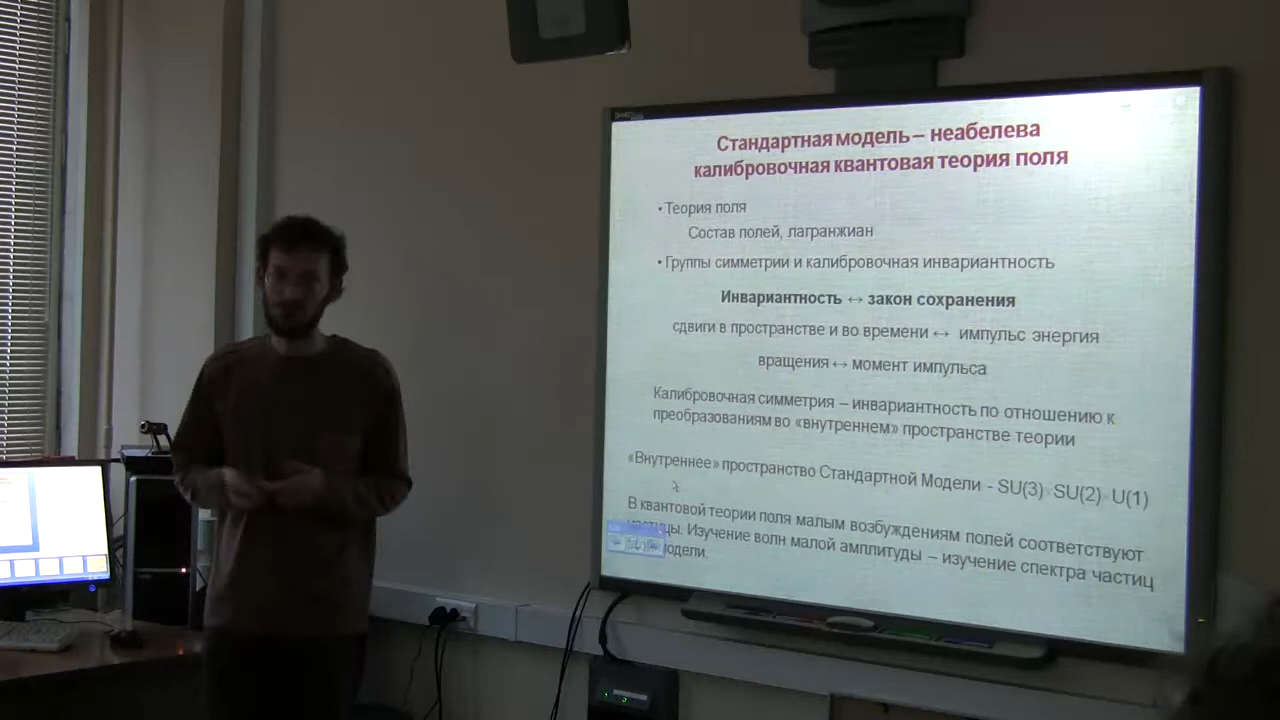 Стандартная модель – неабелева
калибровочная квантовая теория поля
• Теория поля
Состав полей, лагранжиан
• Группы симметрии и калибровочная инвариантность
Инвариантность ↔ закон сохранения
сдвиги в пространстве и во времени ↔ импульс энергия
вращения ↔ момент импульса
Калибровочная симметрия – инвариантность по отношению к
преобразованиям во «внутреннем» пространстве теории
«Внутреннее» пространство Стандартной Модели - SU(3) SU(2) U(1)
В квантовой теории поля малым возбуждениям полей соответствуют
частицы. Изучение волн малой амплитуды – изучение спектра частиц